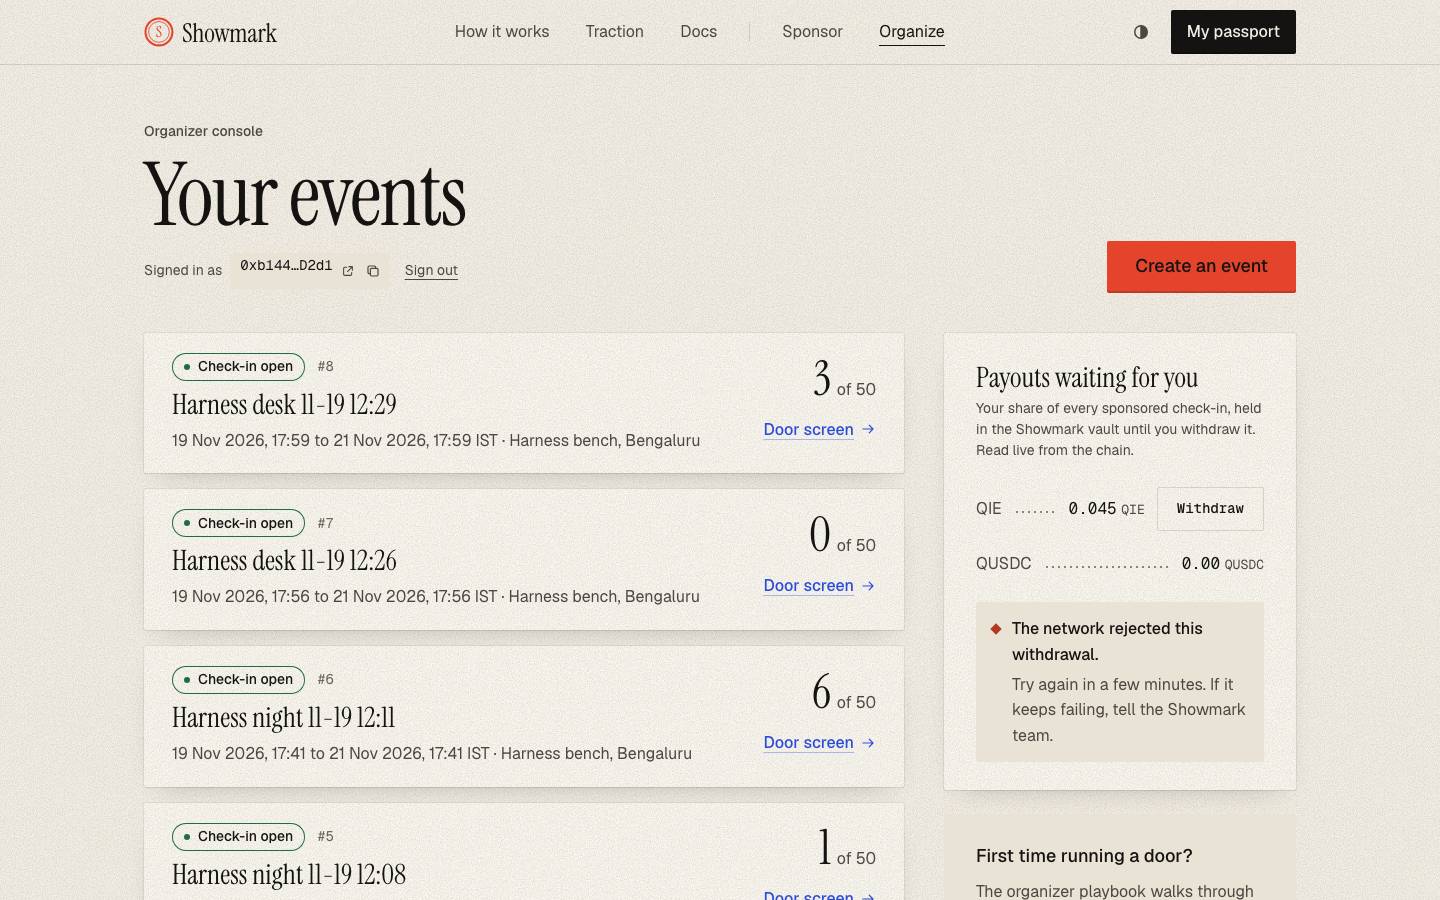 S Showmark
How it works
Traction
Docs
Sponsor
Organize
My passport
Organizer console
Your events
Signed in as 0xb144…D2d1 Sign out
Create an event
Check-in open #8
Harness desk 11-19 12:29
19 Nov 2026, 17:59 to 21 Nov 2026, 17:59 IST · Harness bench, Bengaluru
3 of 50
Door screen →
Check-in open #7
Harness desk 11-19 12:26
19 Nov 2026, 17:56 to 21 Nov 2026, 17:56 IST · Harness bench, Bengaluru
0 of 50
Door screen →
Check-in open #6
Harness night 11-19 12:11
19 Nov 2026, 17:41 to 21 Nov 2026, 17:41 IST · Harness bench, Bengaluru
6 of 50
Door screen →
Check-in open #5
Harness night 11-19 12:08
1 of 50
Door screen →
Payouts waiting for you
Your share of every sponsored check-in, held
in the Showmark vault until you withdraw it.
Read live from the chain.
QIE ....... 0.045 QIE Withdraw
QUSDC ..................... 0.00 QUSDC
The network rejected this
withdrawal.
Try again in a few minutes. If it
keeps failing, tell the Showmark
team.
First time running a door?
The organizer playbook walks through